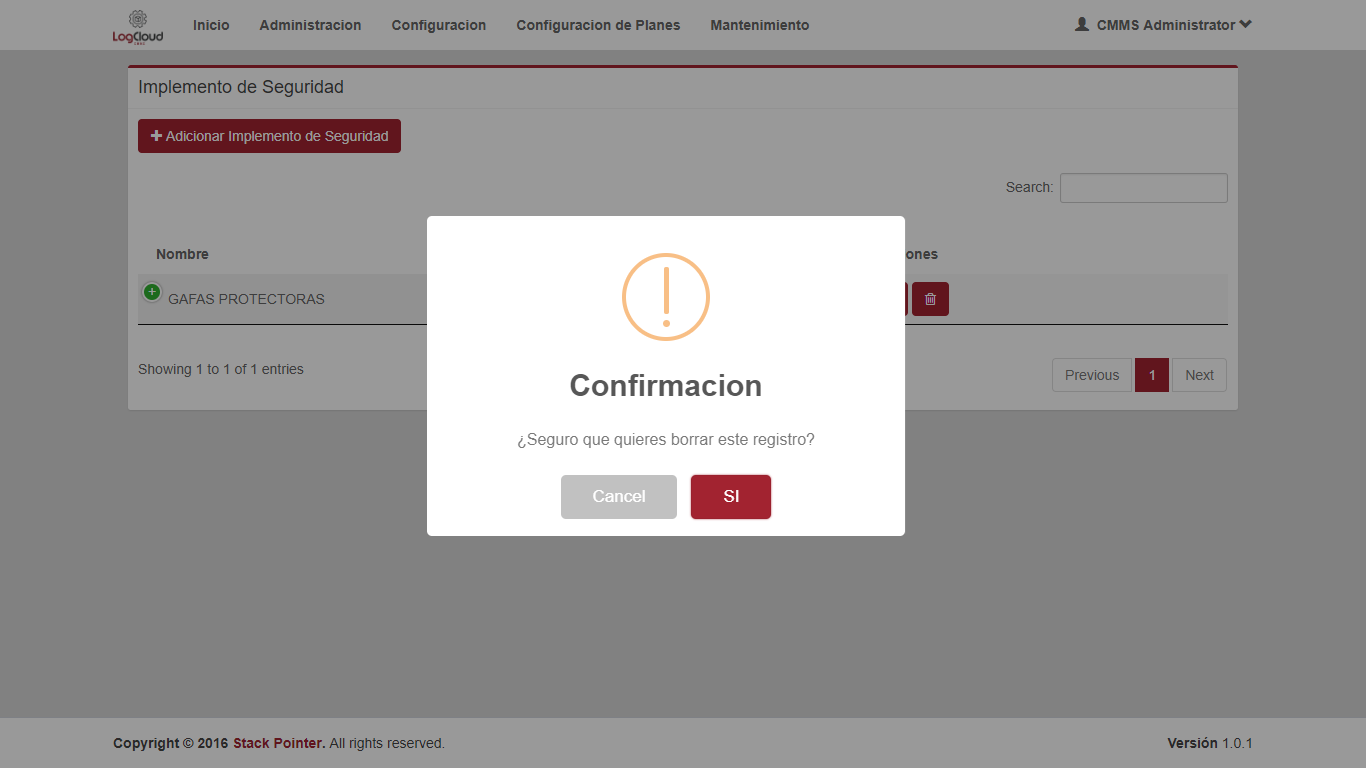 LogCloud
Inicio Administracion Configuracion Configuracion de Planes Mantenimiento CMMS Administrator
Implemento de Seguridad
Adicionar Implemento de Seguridad
Search:
Nombre ones
GAFAS PROTECTORAS
Confirmacion
¿Seguro que quieres borrar este registro?
Cancel SI
Showing 1 to 1 of 1 entries
Previous 1 Next
Copyright © 2016 Stack Pointer. All rights reserved. Versión 1.0.1